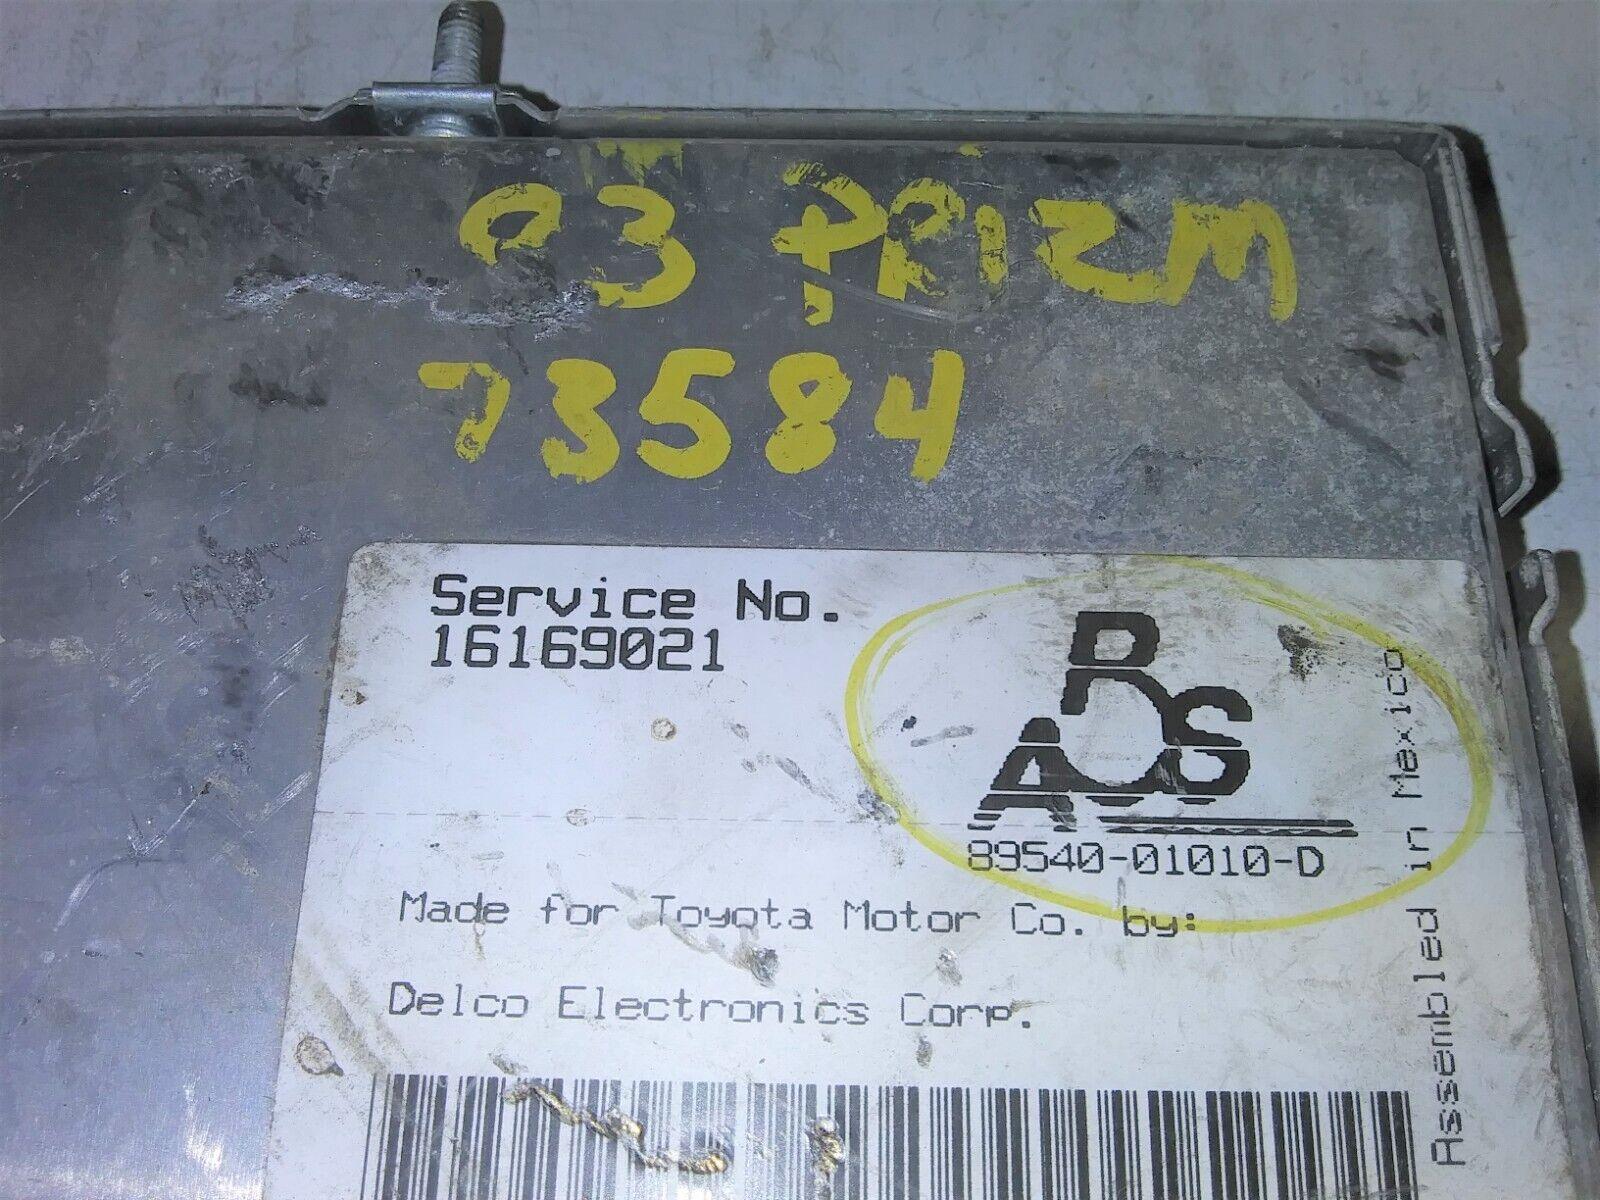 93 PRIZM
73584
Service No.
16169021
ABS
89540-01010-D
Made for Toyota Motor Co. by:
Delco Electronics Corp.
Assembled in Mexico